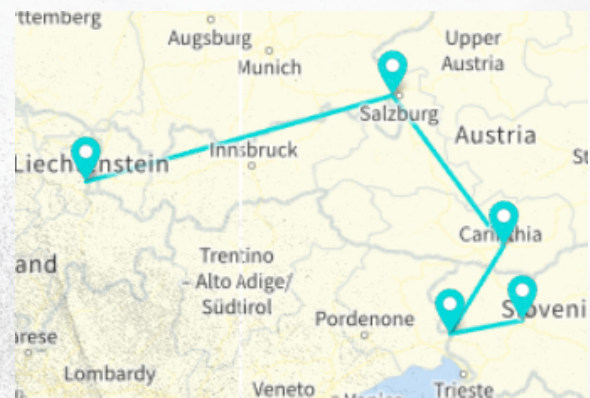 ttemberg
Augsburg
Munich
Upper
Austria
Salzburg
Austria
Liechtenstein
Innsbruck
St
Carinthia
and
Trentino
- Alto Adige/
Südtirol
Pordenone
Sloveni
arese
Lombardy
Veneto
Venice
Trieste